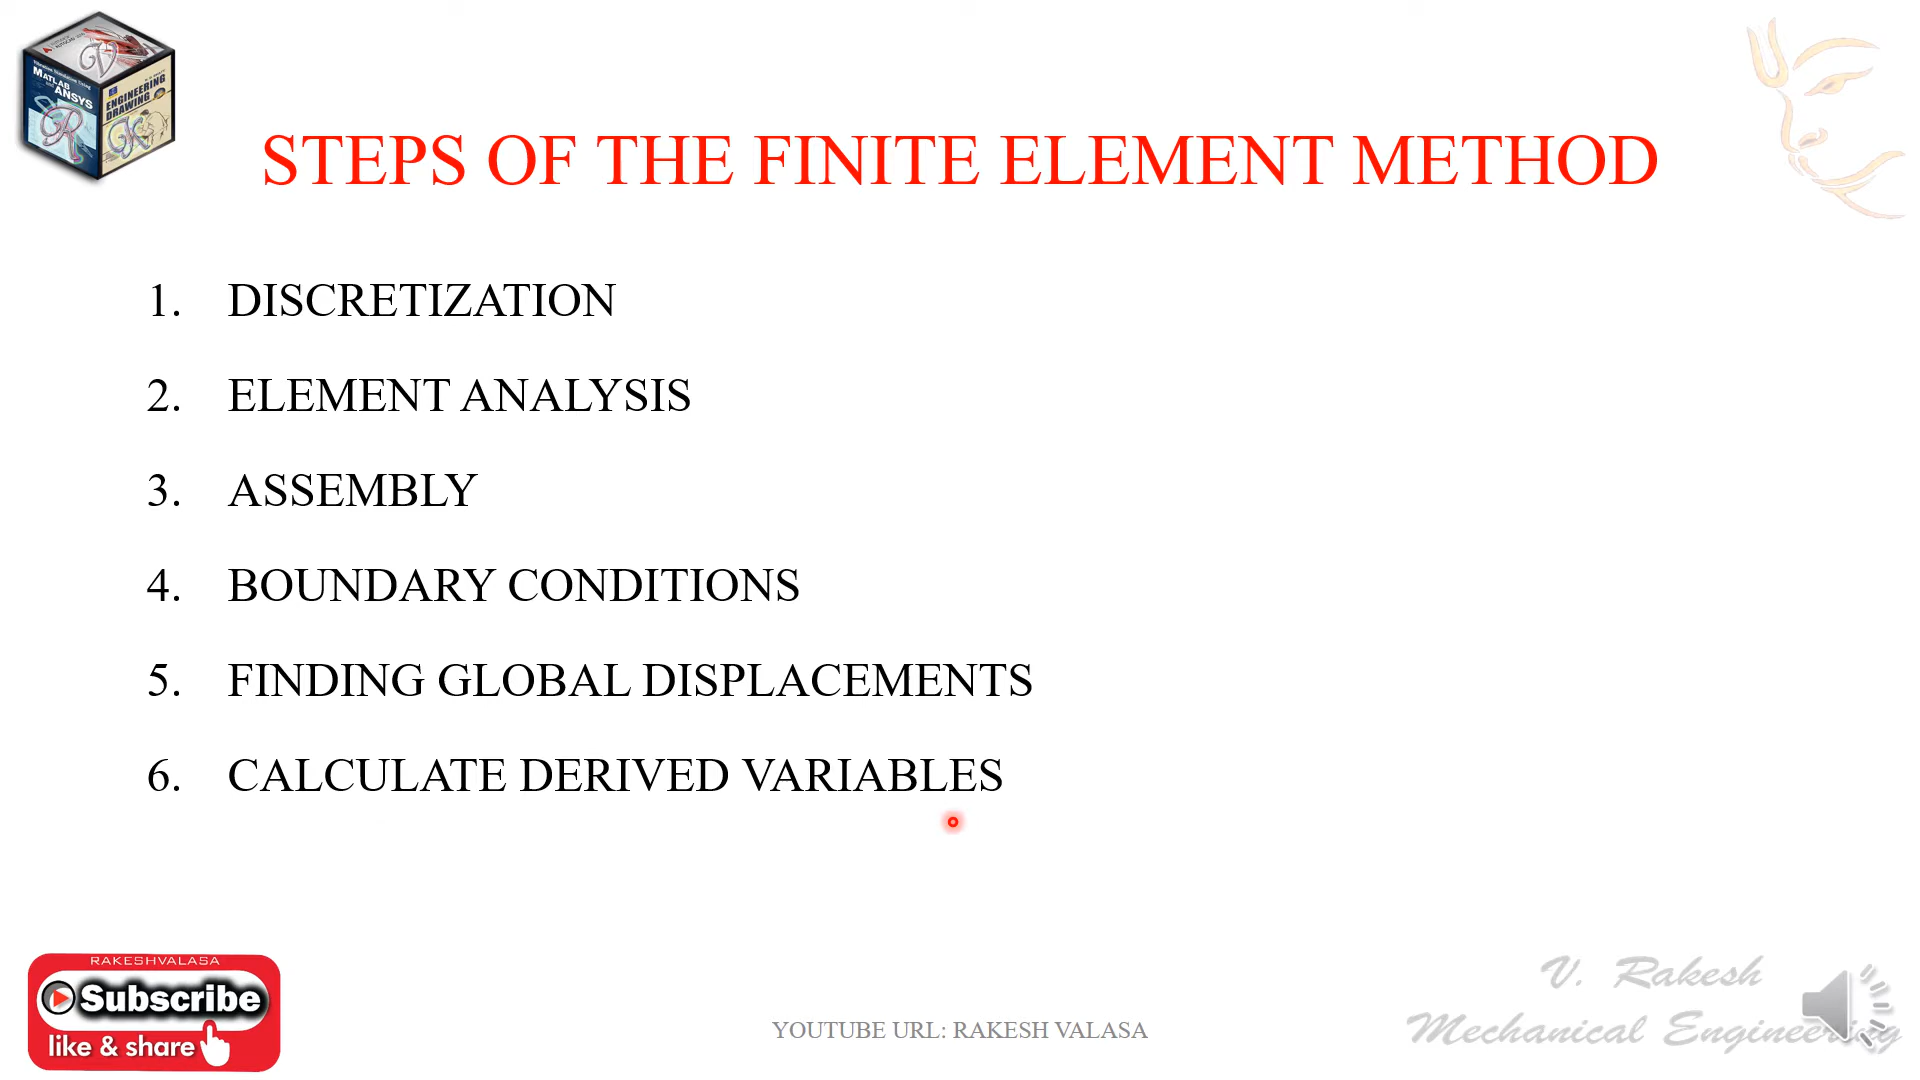 MATLAB
and ANSYS
ENGINEERING
DRAWING
STEPS OF THE FINITE ELEMENT METHOD
1. DISCRETIZATION
2. ELEMENT ANALYSIS
3. ASSEMBLY
4. BOUNDARY CONDITIONS
5. FINDING GLOBAL DISPLACEMENTS
6. CALCULATE DERIVED VARIABLES
RAKESHVALASA
Subscribe
like & share
YOUTUBE URL: RAKESH VALASA
V. Rakesh
Mechanical Engineering